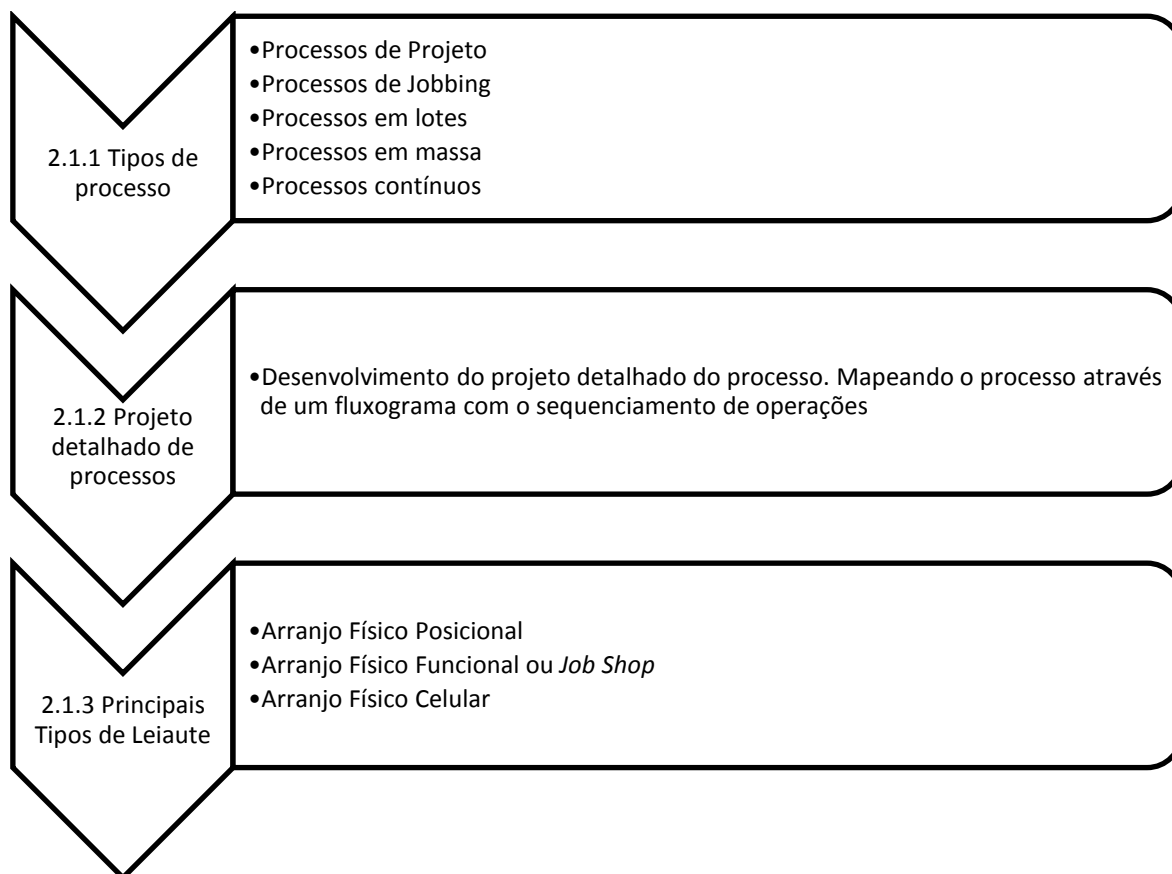 2.1.1 Tipos de
processo
•Processos de Projeto
•Processos de Jobbing
•Processos em lotes
•Processos em massa
•Processos contínuos
2.1.2 Projeto
detalhado de
processos
•Desenvolvimento do projeto detalhado do processo. Mapeando o processo através
de um fluxograma com o sequenciamento de operações
2.1.3 Principais
Tipos de Leiaute
•Arranjo Físico Posicional
•Arranjo Físico Funcional ou Job Shop
•Arranjo Físico Celular